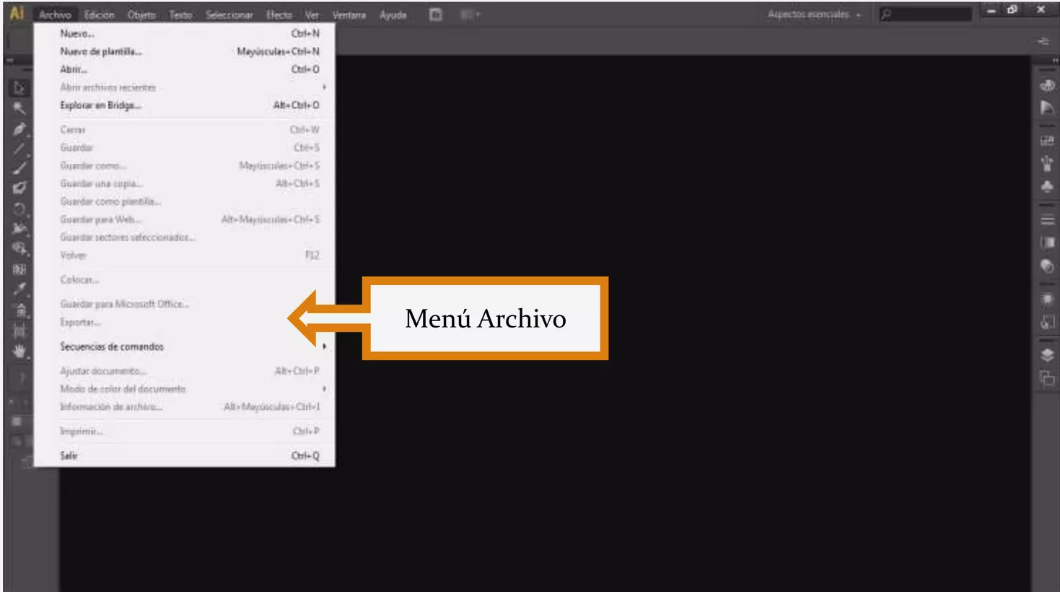 Ai Archivo Edición Objeto Texto Seleccionar Efecto Ver Ventana Ayuda Aspectos esenciales
Nuevo... Ctrl+N
Nuevo de plantilla... Mayúsculas+Ctrl+N
Abrir... Ctrl+O
Abrir archivos recientes
Explorar en Bridge... Alt+Ctrl+O
Cerrar Ctrl+W
Guardar Ctrl+S
Guardar como... Mayúsculas+Ctrl+S
Guardar una copia... Alt+Ctrl+S
Guardar como plantilla...
Guardar para Web... Alt+Mayúsculas+Ctrl+S
Guardar sectores seleccionados...
Volver F12
Colocar...
Guardar para Microsoft Office...
Exportar...
Menú Archivo
Secuencias de comandos
Ajustar documento... Alt+Ctrl+P
Modo de color del documento
Información de archivo... Alt+Mayúsculas+Ctrl+I
Imprimir... Ctrl+P
Salir Ctrl+Q